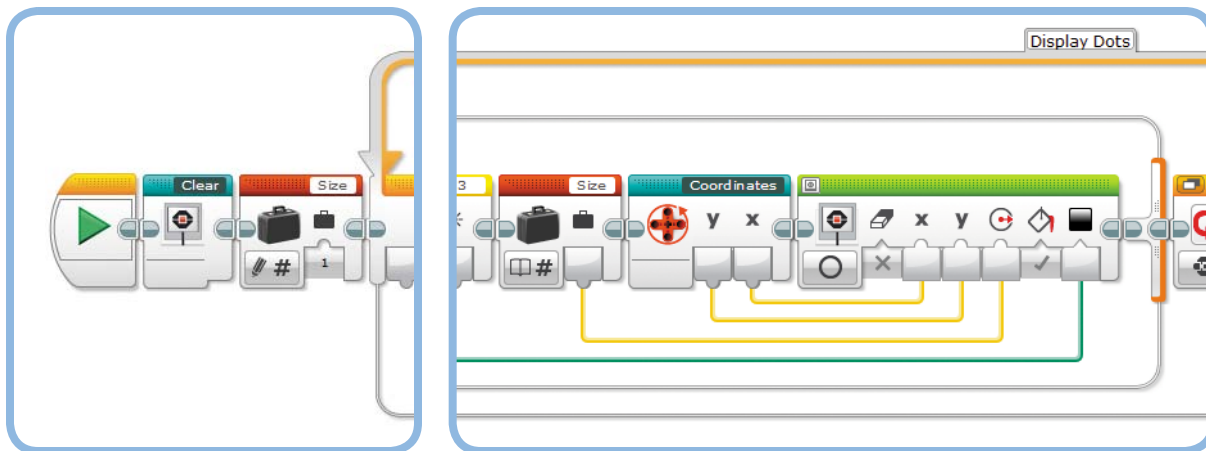 Display Dots
Clear
Size
3
Size
Coordinates
#
1
#
y
x
x
y